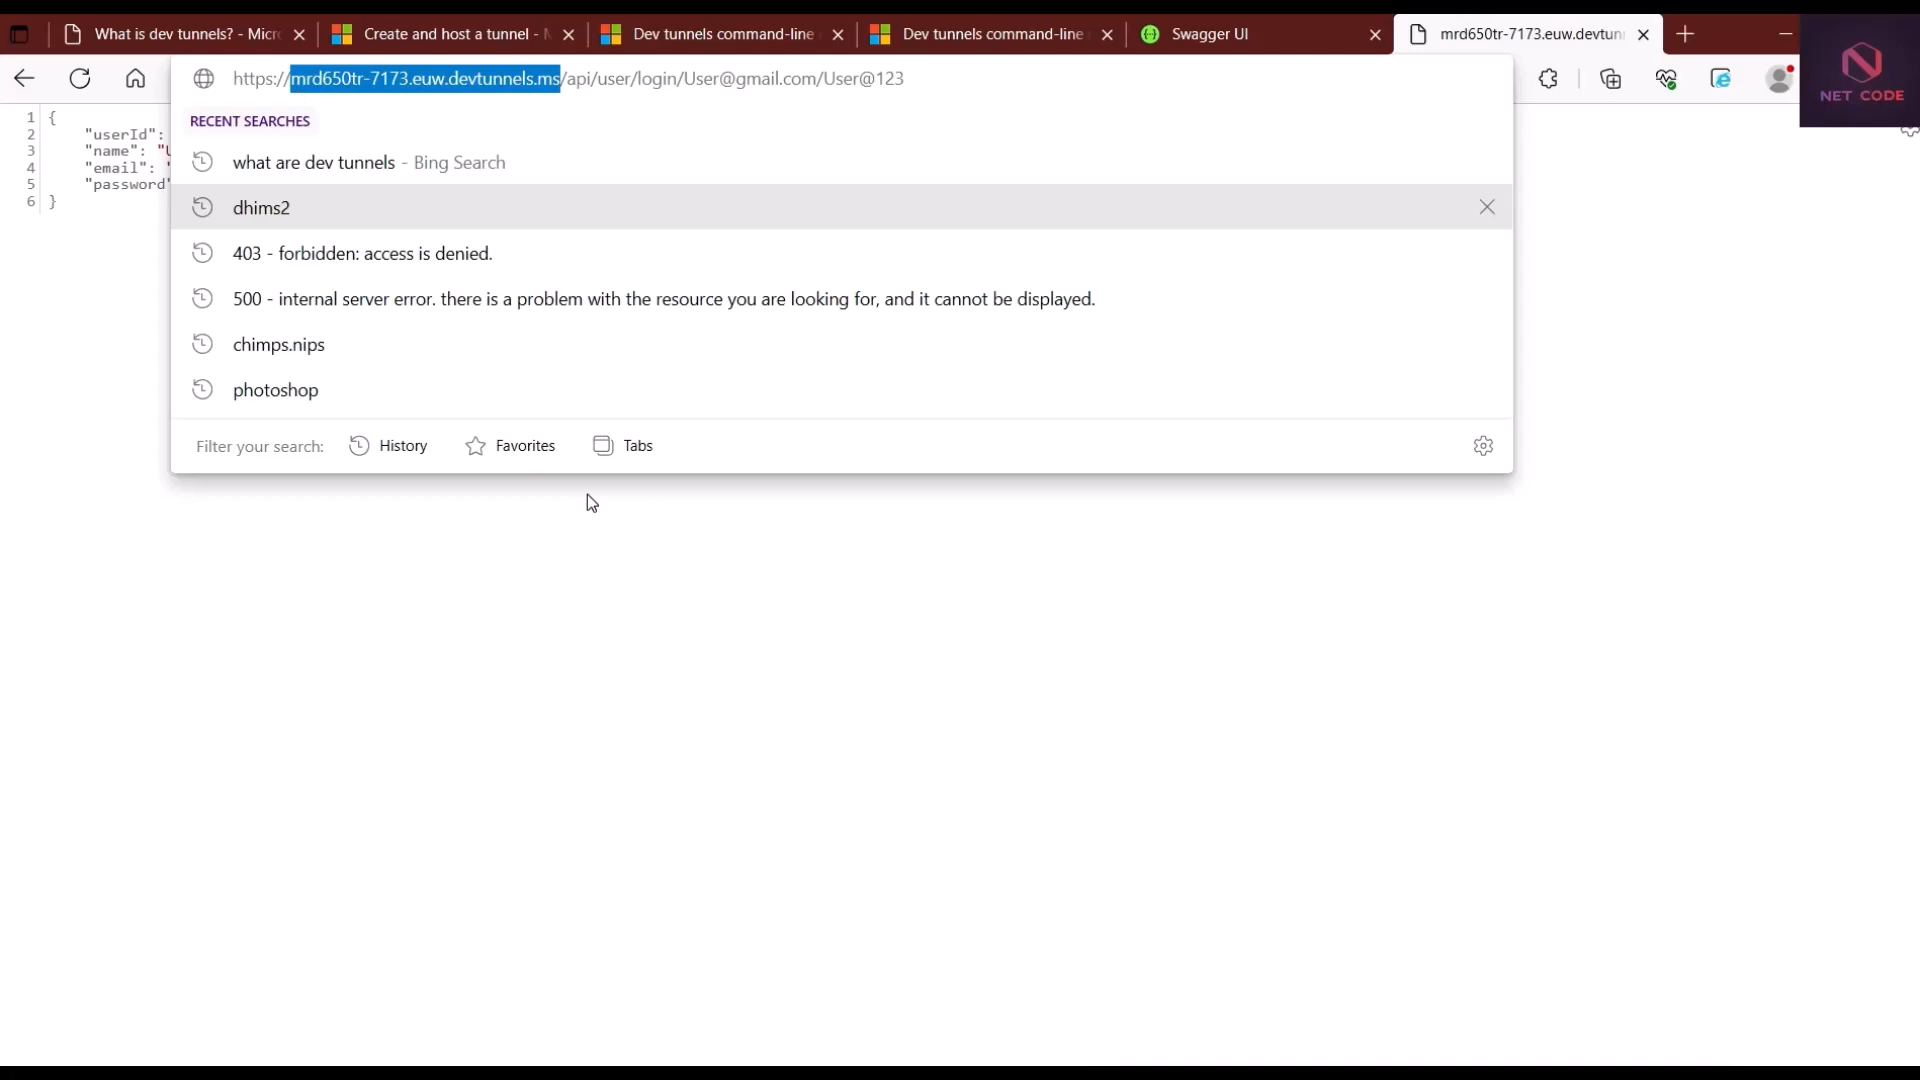 What is dev tunnels? - Micr
Create and host a tunnel -
Dev tunnels command-line
Dev tunnels command-line
Swagger UI
mrd650tr-7173.euw.devtun
https://mrd650tr-7173.euw.devtunnels.ms/api/user/login/User@gmail.com/User@123
NET CODE
1 {
2 "userId":
3 "name": "
4 "email": "
5 "password"
6 }
RECENT SEARCHES
what are dev tunnels - Bing Search
dhims2
403 - forbidden: access is denied.
500 - internal server error. there is a problem with the resource you are looking for, and it cannot be displayed.
chimps.nips
photoshop
Filter your search: History Favorites Tabs